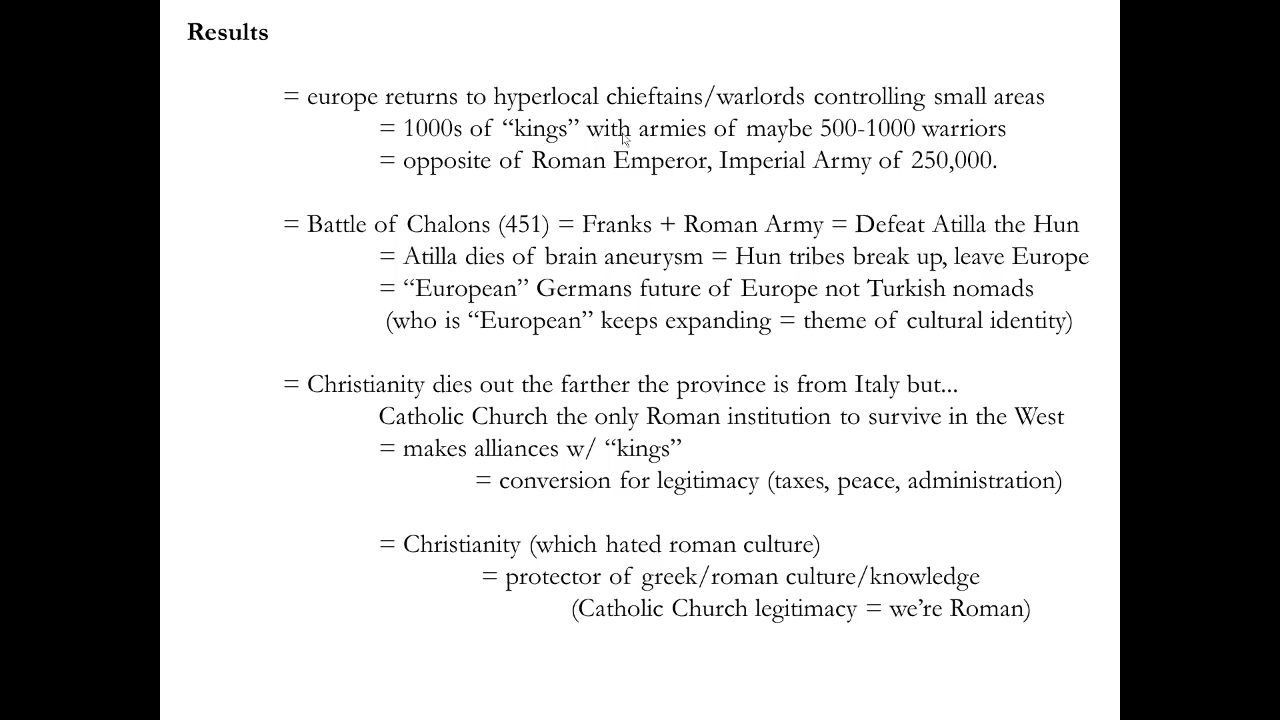 Results
= europe returns to hyperlocal chieftains/warlords controlling small areas
= 1000s of “kings” with armies of maybe 500-1000 warriors
= opposite of Roman Emperor, Imperial Army of 250,000.
= Battle of Chalons (451) = Franks + Roman Army = Defeat Atilla the Hun
= Atilla dies of brain aneurysm = Hun tribes break up, leave Europe
= “European” Germans future of Europe not Turkish nomads
(who is “European” keeps expanding = theme of cultural identity)
= Christianity dies out the farther the province is from Italy but...
Catholic Church the only Roman institution to survive in the West
= makes alliances w/ “kings”
= conversion for legitimacy (taxes, peace, administration)
= Christianity (which hated roman culture)
= protector of greek/roman culture/knowledge
(Catholic Church legitimacy = we’re Roman)